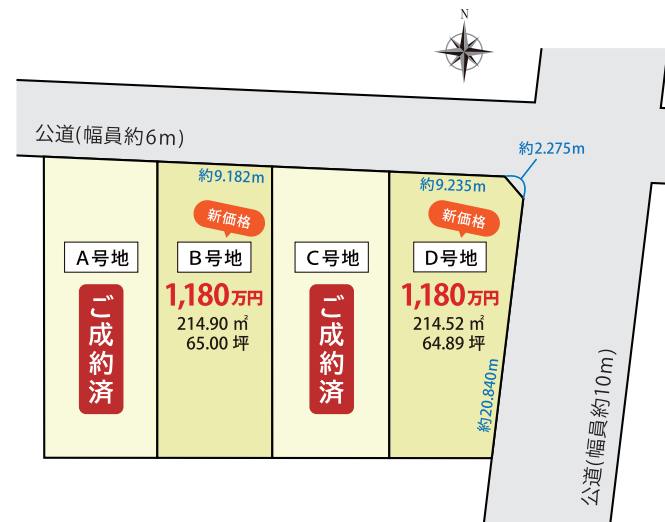 N
公道(幅員約6m)
約2.275m
約9.182m
約9.235m
新価格
新価格
A号地
ご成約済
B号地
1,180万円
214.90 ㎡
65.00 坪
C号地
ご成約済
D号地
1,180万円
214.52 ㎡
64.89 坪
約20.840m
公道(幅員約10m)